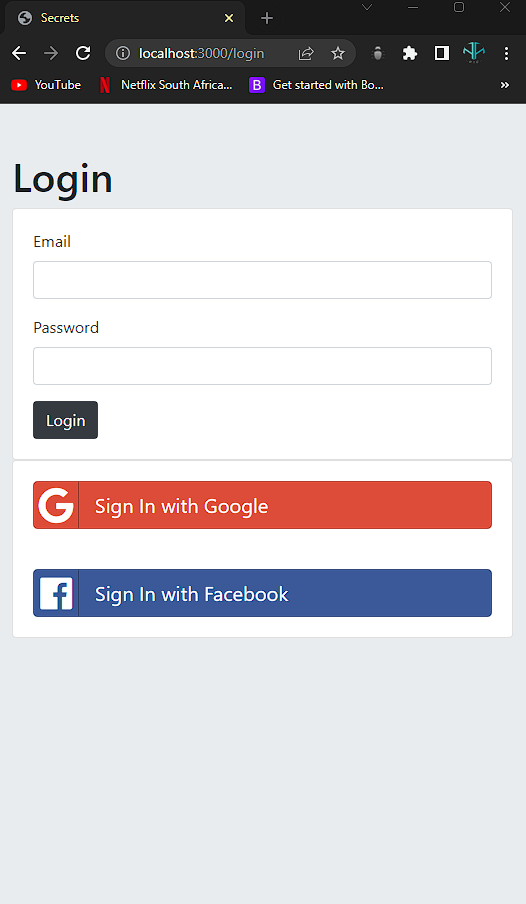 Secrets
localhost:3000/login
YouTube
Netflix South Africa...
B Get started with Bo...
»
Login
Email
Password
Login
G Sign In with Google
f Sign In with Facebook